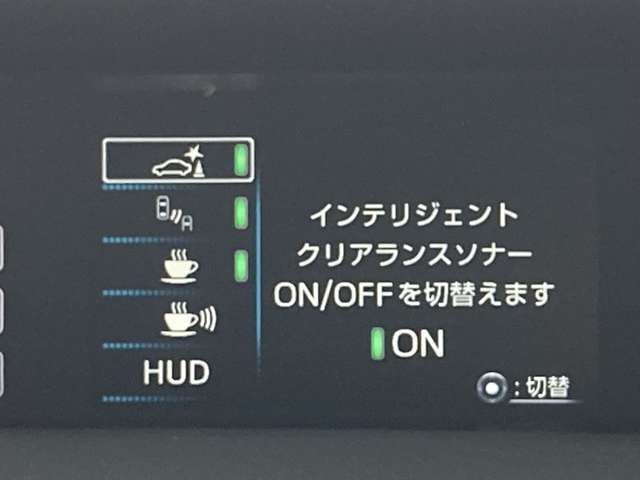 インテリジェント
クリアランスソナー
ON/OFFを切替えます
ON
HUD
:切替